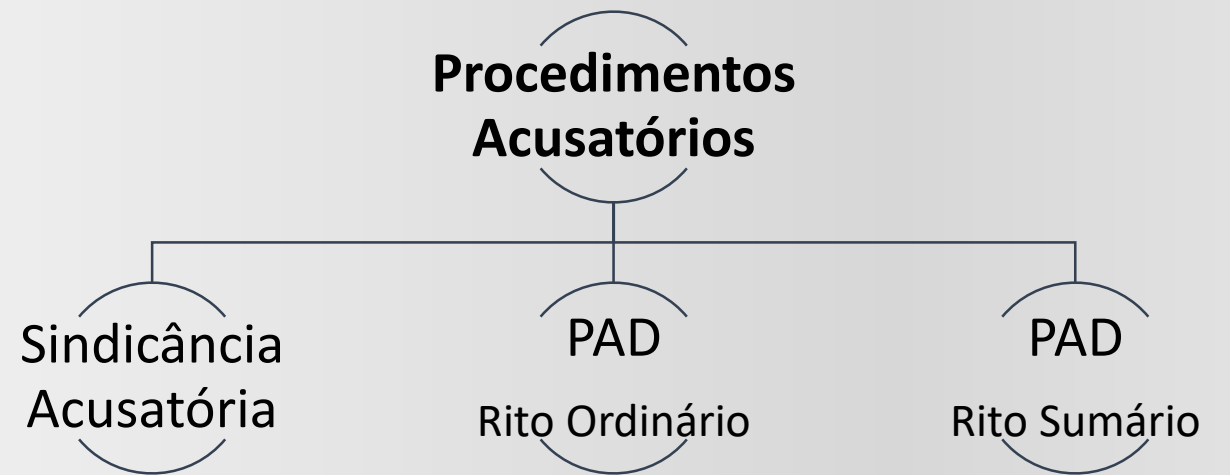 Procedimentos
Acusatórios
Sindicância
Acusatória
PAD
Rito Ordinário
PAD
Rito Sumário